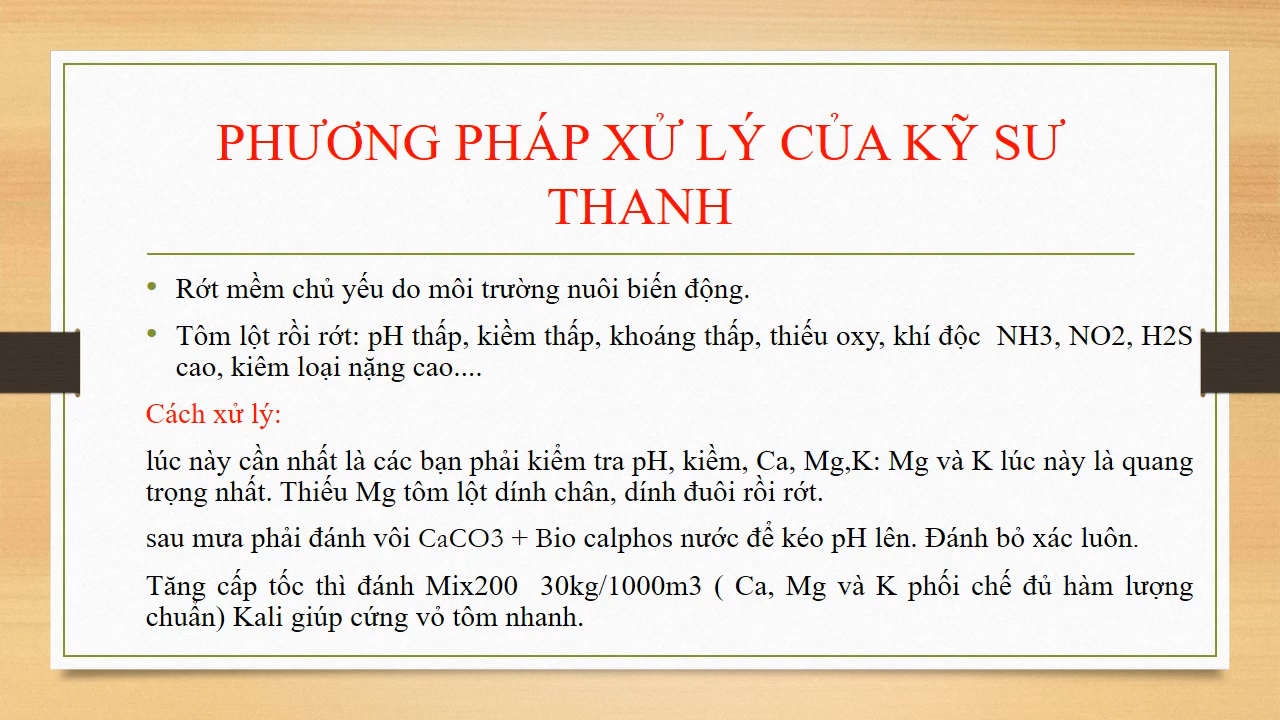 PHƯƠNG PHÁP XỬ LÝ CỦA KỸ SƯ
THANH
• Rớt mềm chủ yếu do môi trường nuôi biến động.
• Tôm lột rồi rớt: pH thấp, kiềm thấp, khoáng thấp, thiếu oxy, khí độc  NH3, NO2, H2S
cao, kiêm loại nặng cao....
Cách xử lý:
lúc này cần nhất là các bạn phải kiểm tra pH, kiềm, Ca, Mg,K: Mg và K lúc này là quang
trọng nhất. Thiếu Mg tôm lột dính chân, dính đuôi rồi rớt.
sau mưa phải đánh vôi CaCO3 + Bio calphos nước để kéo pH lên. Đánh bỏ xác luôn.
Tăng cấp tốc thì đánh Mix200  30kg/1000m3 ( Ca, Mg và K phối chế đủ hàm lượng
chuẩn) Kali giúp cứng vỏ tôm nhanh.